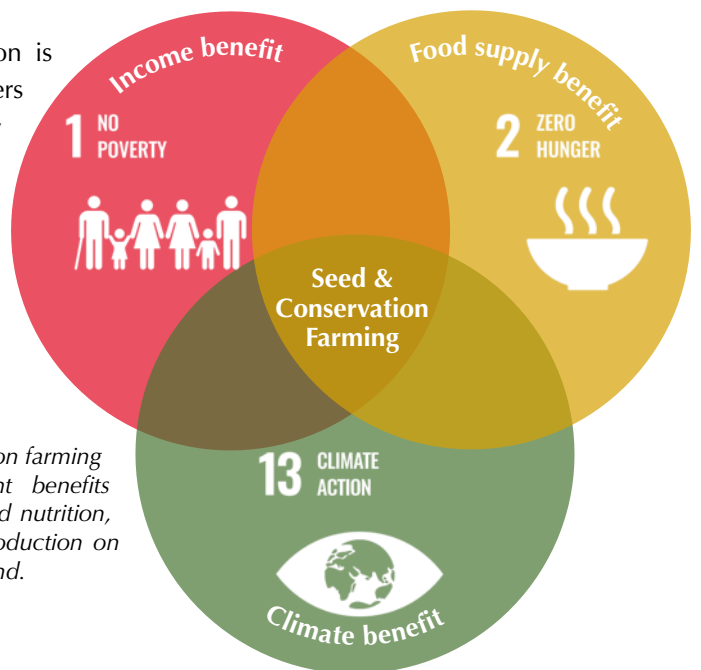 on is
ers
Income benefit
Food supply benefit
1 NO
POVERTY
2 ZERO
HUNGER
Seed &
Conservation
Farming
on farming
nt benefits
d nutrition,
oduction on
nd.
13 CLIMATE
ACTION
Climate benefit